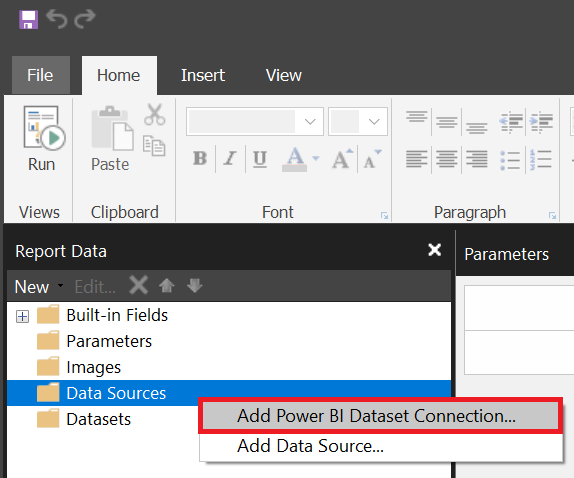 File Home Insert View
Run Paste B I U A A A
Views Clipboard Font Paragraph
Report Data Parameters
New Edit...
Built-in Fields
Parameters
Images
Data Sources
Add Power BI Dataset Connection...
Datasets
Add Data Source...